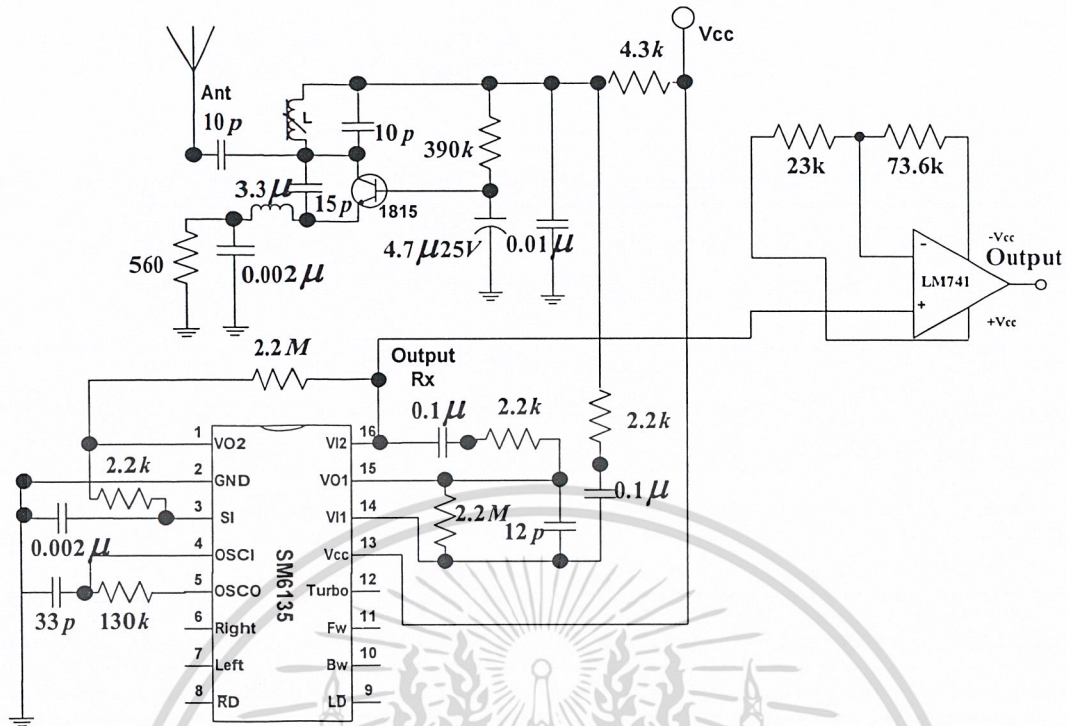 Vcc
4.3k
Ant
10p
L
10p
390k
23k
73.6k
3.3µ
15p
1815
4.7µ25V
0.01µ
560
0.002µ
-Vcc
Output
LM741
-
+
+Vcc
2.2M
Output
Rx
0.1µ
2.2k
2.2k
1
VO2
VI2
16
2.2k
2
GND
VO1
15
0.1µ
3
SI
VI1
14
2.2M
12p
0.002µ
4
OSCI
Vcc
13
5
OSCO
Turbo
12
33p
130k
SM6135
6
Right
Fw
11
7
Left
Bw
10
8
RD
LD
9